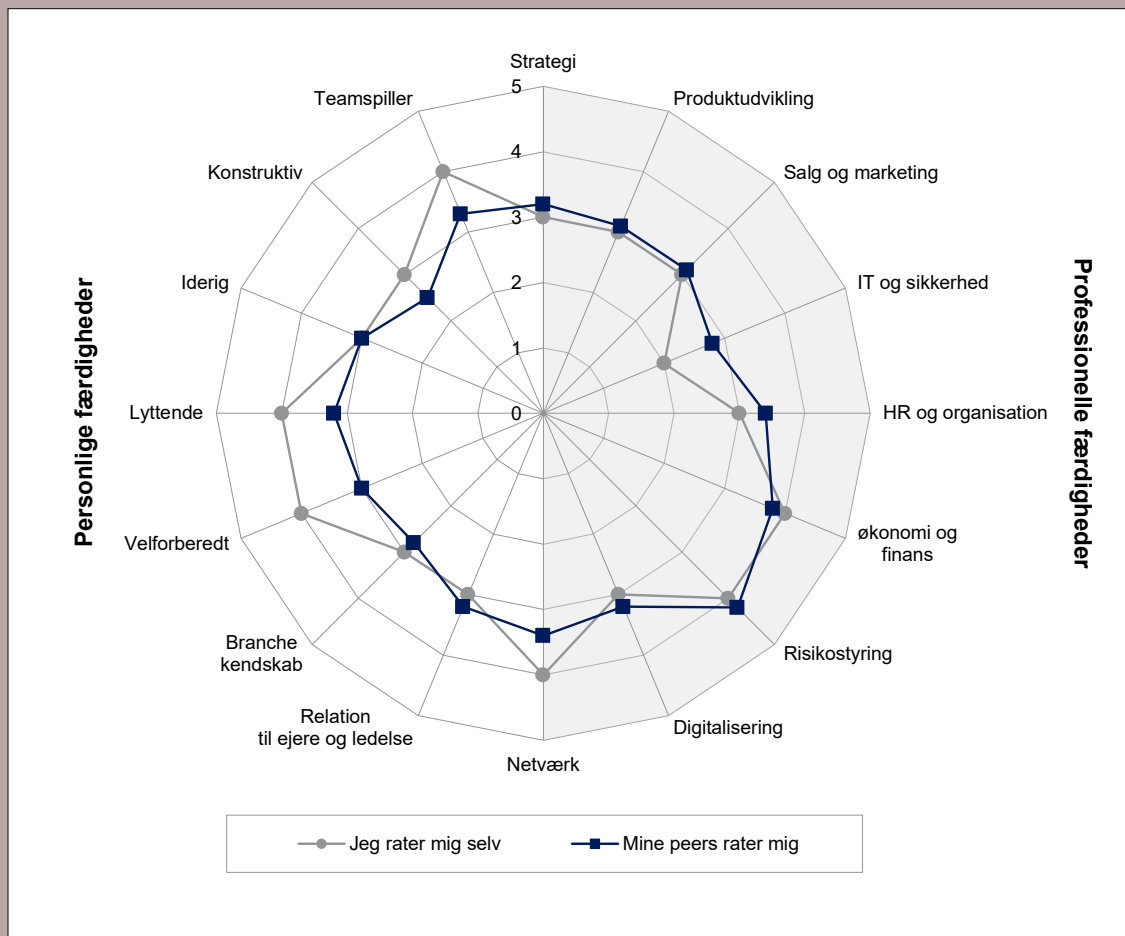 Strategi
Teamspiller
Produktudvikling
5
Konstruktiv
4
Salg og marketing
3
Iderig
IT og sikkerhed
2
1
Personlige færdigheder
Professionelle færdigheder
Lyttende
0
HR og organisation
Velforberedt
økonomi og
finans
Branche
kendskab
Risikostyring
Relation
til ejere og ledelse
Digitalisering
Netværk
Jeg rater mig selv
Mine peers rater mig